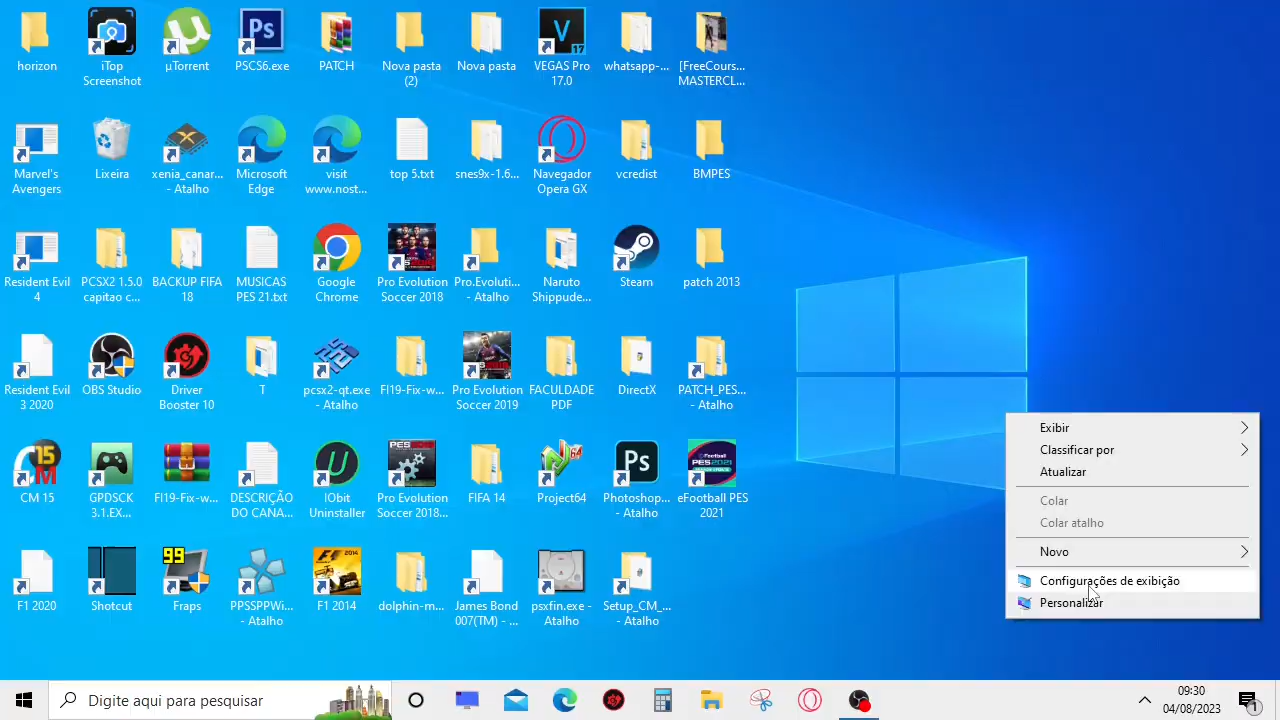 horizon
iTop
Screenshot
µTorrent
PSCS6.exe
PATCH
Nova pasta
(2)
Nova pasta
VEGAS Pro
17.0
whatsapp-...
[FreeCours...
MASTERCL...
Marvel's
Avengers
Lixeira
xenia_canar...
- Atalho
Microsoft
Edge
visit
www.nost...
top 5.txt
snes9x-1.6...
Navegador
Opera GX
vcredist
BMPES
Resident Evil
4
PCSX2 1.5.0
capitao c...
BACKUP FIFA
18
MUSICAS
PES 21.txt
Google
Chrome
Pro Evolution
Soccer 2018
Pro.Evoluti...
- Atalho
Naruto
Shippude...
Steam
patch 2013
Resident Evil
3 2020
OBS Studio
Driver
Booster 10
T
pcsx2-qt.exe
- Atalho
FI19-Fix-w...
Pro Evolution
Soccer 2019
FACULDADE
PDF
DirectX
PATCH_PES...
- Atalho
CM 15
GPDSCK
3.1.EX...
FI19-Fix-w...
DESCRIÇÃO
DO CANA...
IObit
Uninstaller
Pro Evolution
Soccer 2018...
FIFA 14
Project64
Photoshop...
- Atalho
eFootball PES
2021
F1 2020
Shotcut
Fraps
PPSSPPWi...
- Atalho
F1 2014
dolphin-m...
James Bond
007(TM) - ...
psxfin.exe -
Atalho
Setup_CM_...
- Atalho
Exibir
Classificar por
Atualizar
Colar
Colar atalho
Novo
Configurações de exibição
Personalizar
Digite aqui para pesquisar
09:30
04/08/2023
1